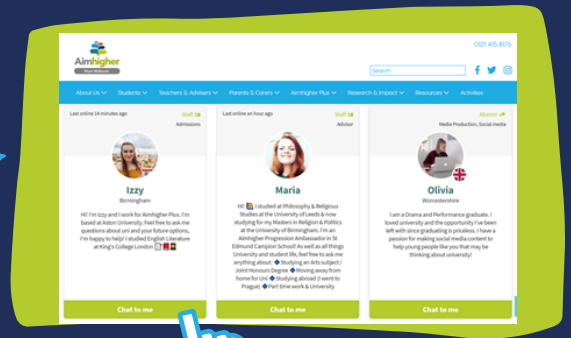 0121 415 8176
Aimhigher
West Midlands
Search
About Us
Students
Teachers & Advisers
Parents & Carers
Aimhigher Plus
Research & Impact
Resources
Activities
Last online 14 minutes ago
Staff
Admissions
Izzy
Birmingham
Hi! I'm Izzy and I work for Aimhigher Plus. I'm
based at Aston University. Feel free to ask me
questions about uni and your future options,
I'm happy to help! I studied English Literature
at King's College London
Chat to me
Last online an hour ago
Staff
Advisor
Maria
Hi! I studied at Philosophy & Religious
Studies at the University of Leeds & now
studying for my Masters in Religion & Politics
at the University of Birmingham. I'm an
Aimhigher Progression Ambassador in St
Edmund Campion School! As well as all things
University and student life, feel free to ask me
anything about: Studying an Arts subject /
Joint Honours Degree Moving away from
home for Uni Studying abroad (I went to
Prague) Part time work & University
Chat to me
Alumni
Media Production, Social media
Olivia
Worcestershire
I am a Drama and Performance graduate. I
loved university and the opportunity I've been
left with since graduating is priceless. I have a
passion for making social media content to
help young people like you that may be
thinking about university!
Chat to me